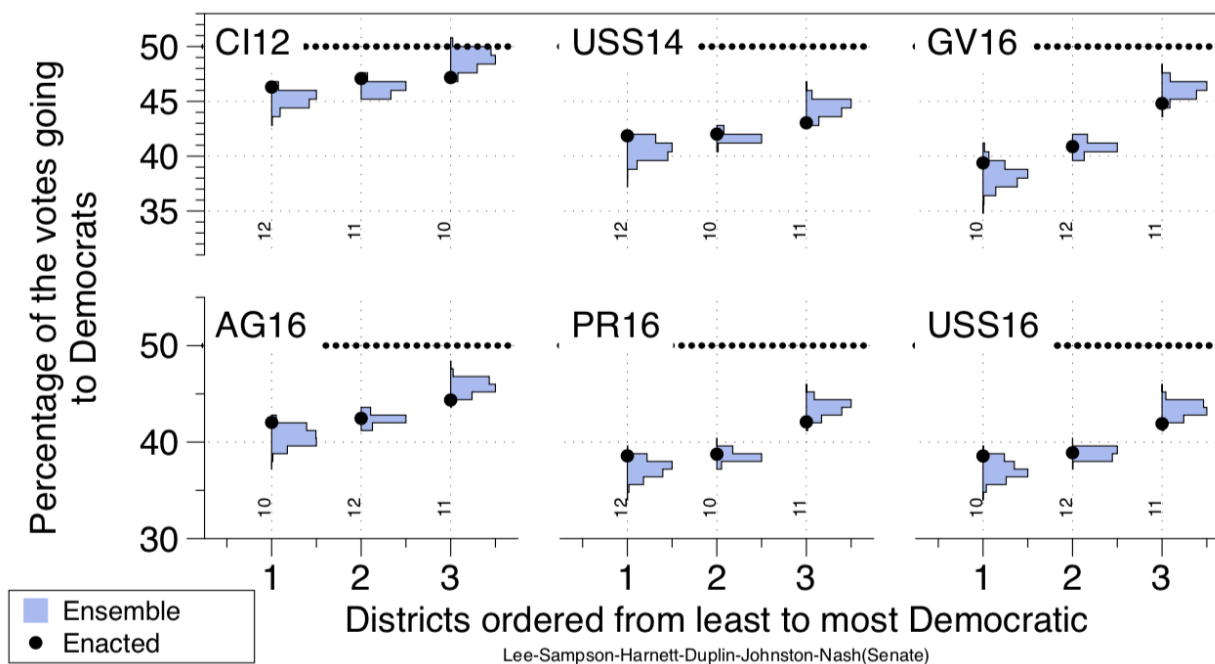 Percentage of the votes going
to Democrats
CI12
USS14
GV16
50
45
40
35
12
11
10
12
10
11
10
12
11
AG16
PR16
USS16
50
40
30
10
12
11
12
10
11
10
12
11
1
2
3
1
2
3
1
2
3
Ensemble
Enacted
Districts ordered from least to most Democratic
Lee-Sampson-Harnett-Duplin-Johnston-Nash(Senate)